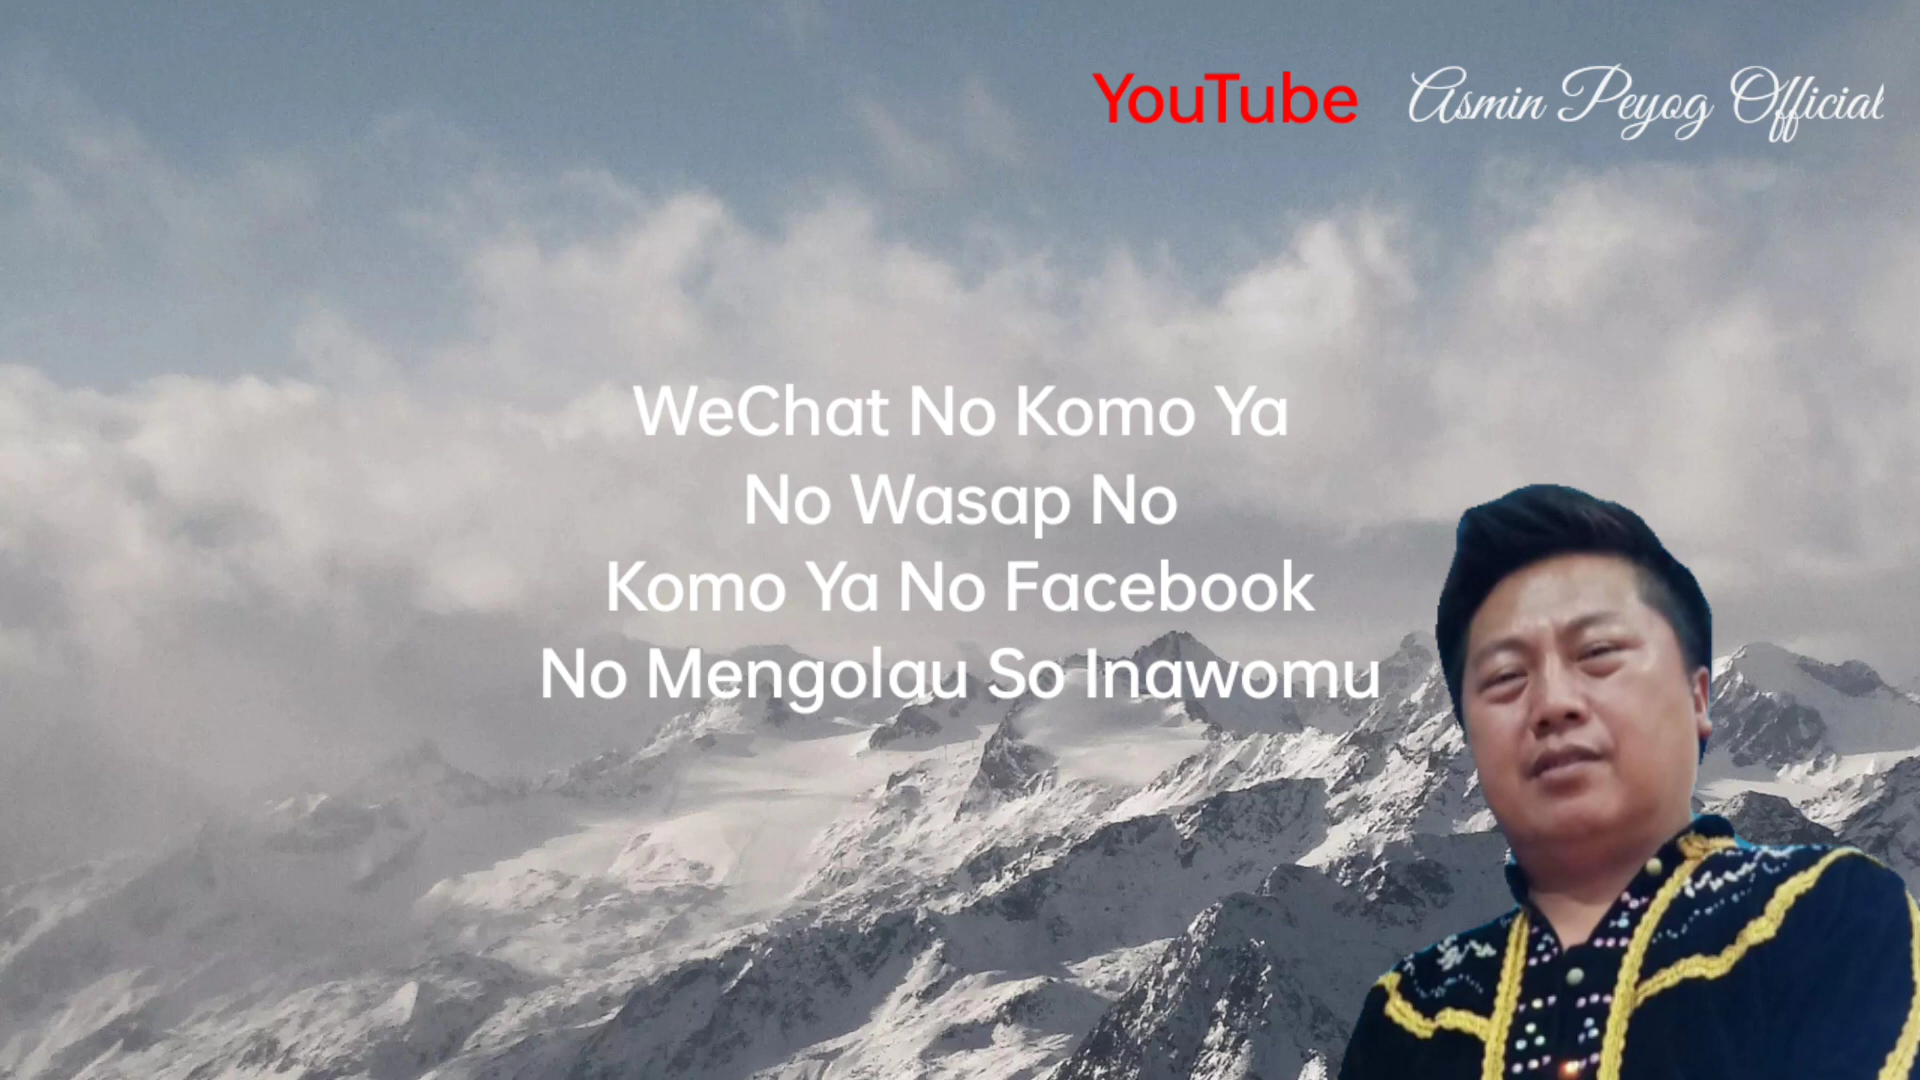 YouTube Asmin Peyog Official
WeChat No Komo Ya
No Wasap No
Komo Ya No Facebook
No Mengolau So Inawomu